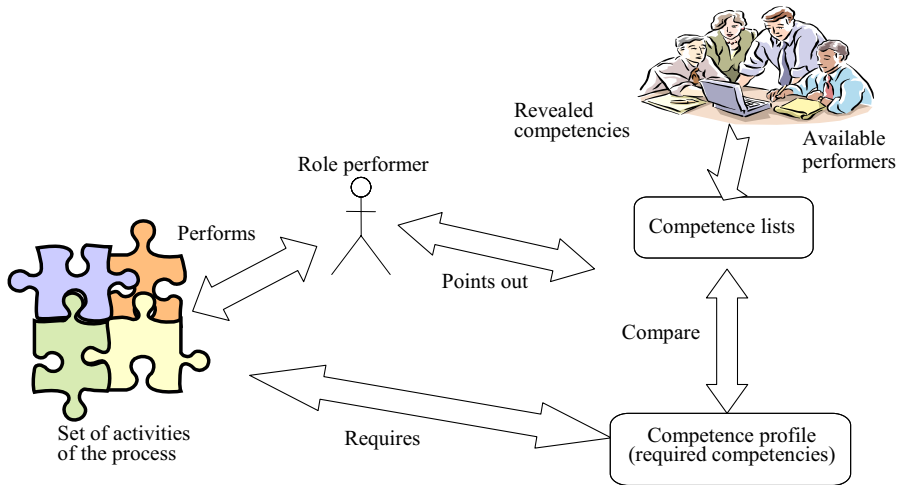 Revealed
competencies
Available
performers
Role performer
Competence lists
Performs
Points out
Compare
Set of activities
of the process
Requires
Competence profile
(required competencies)